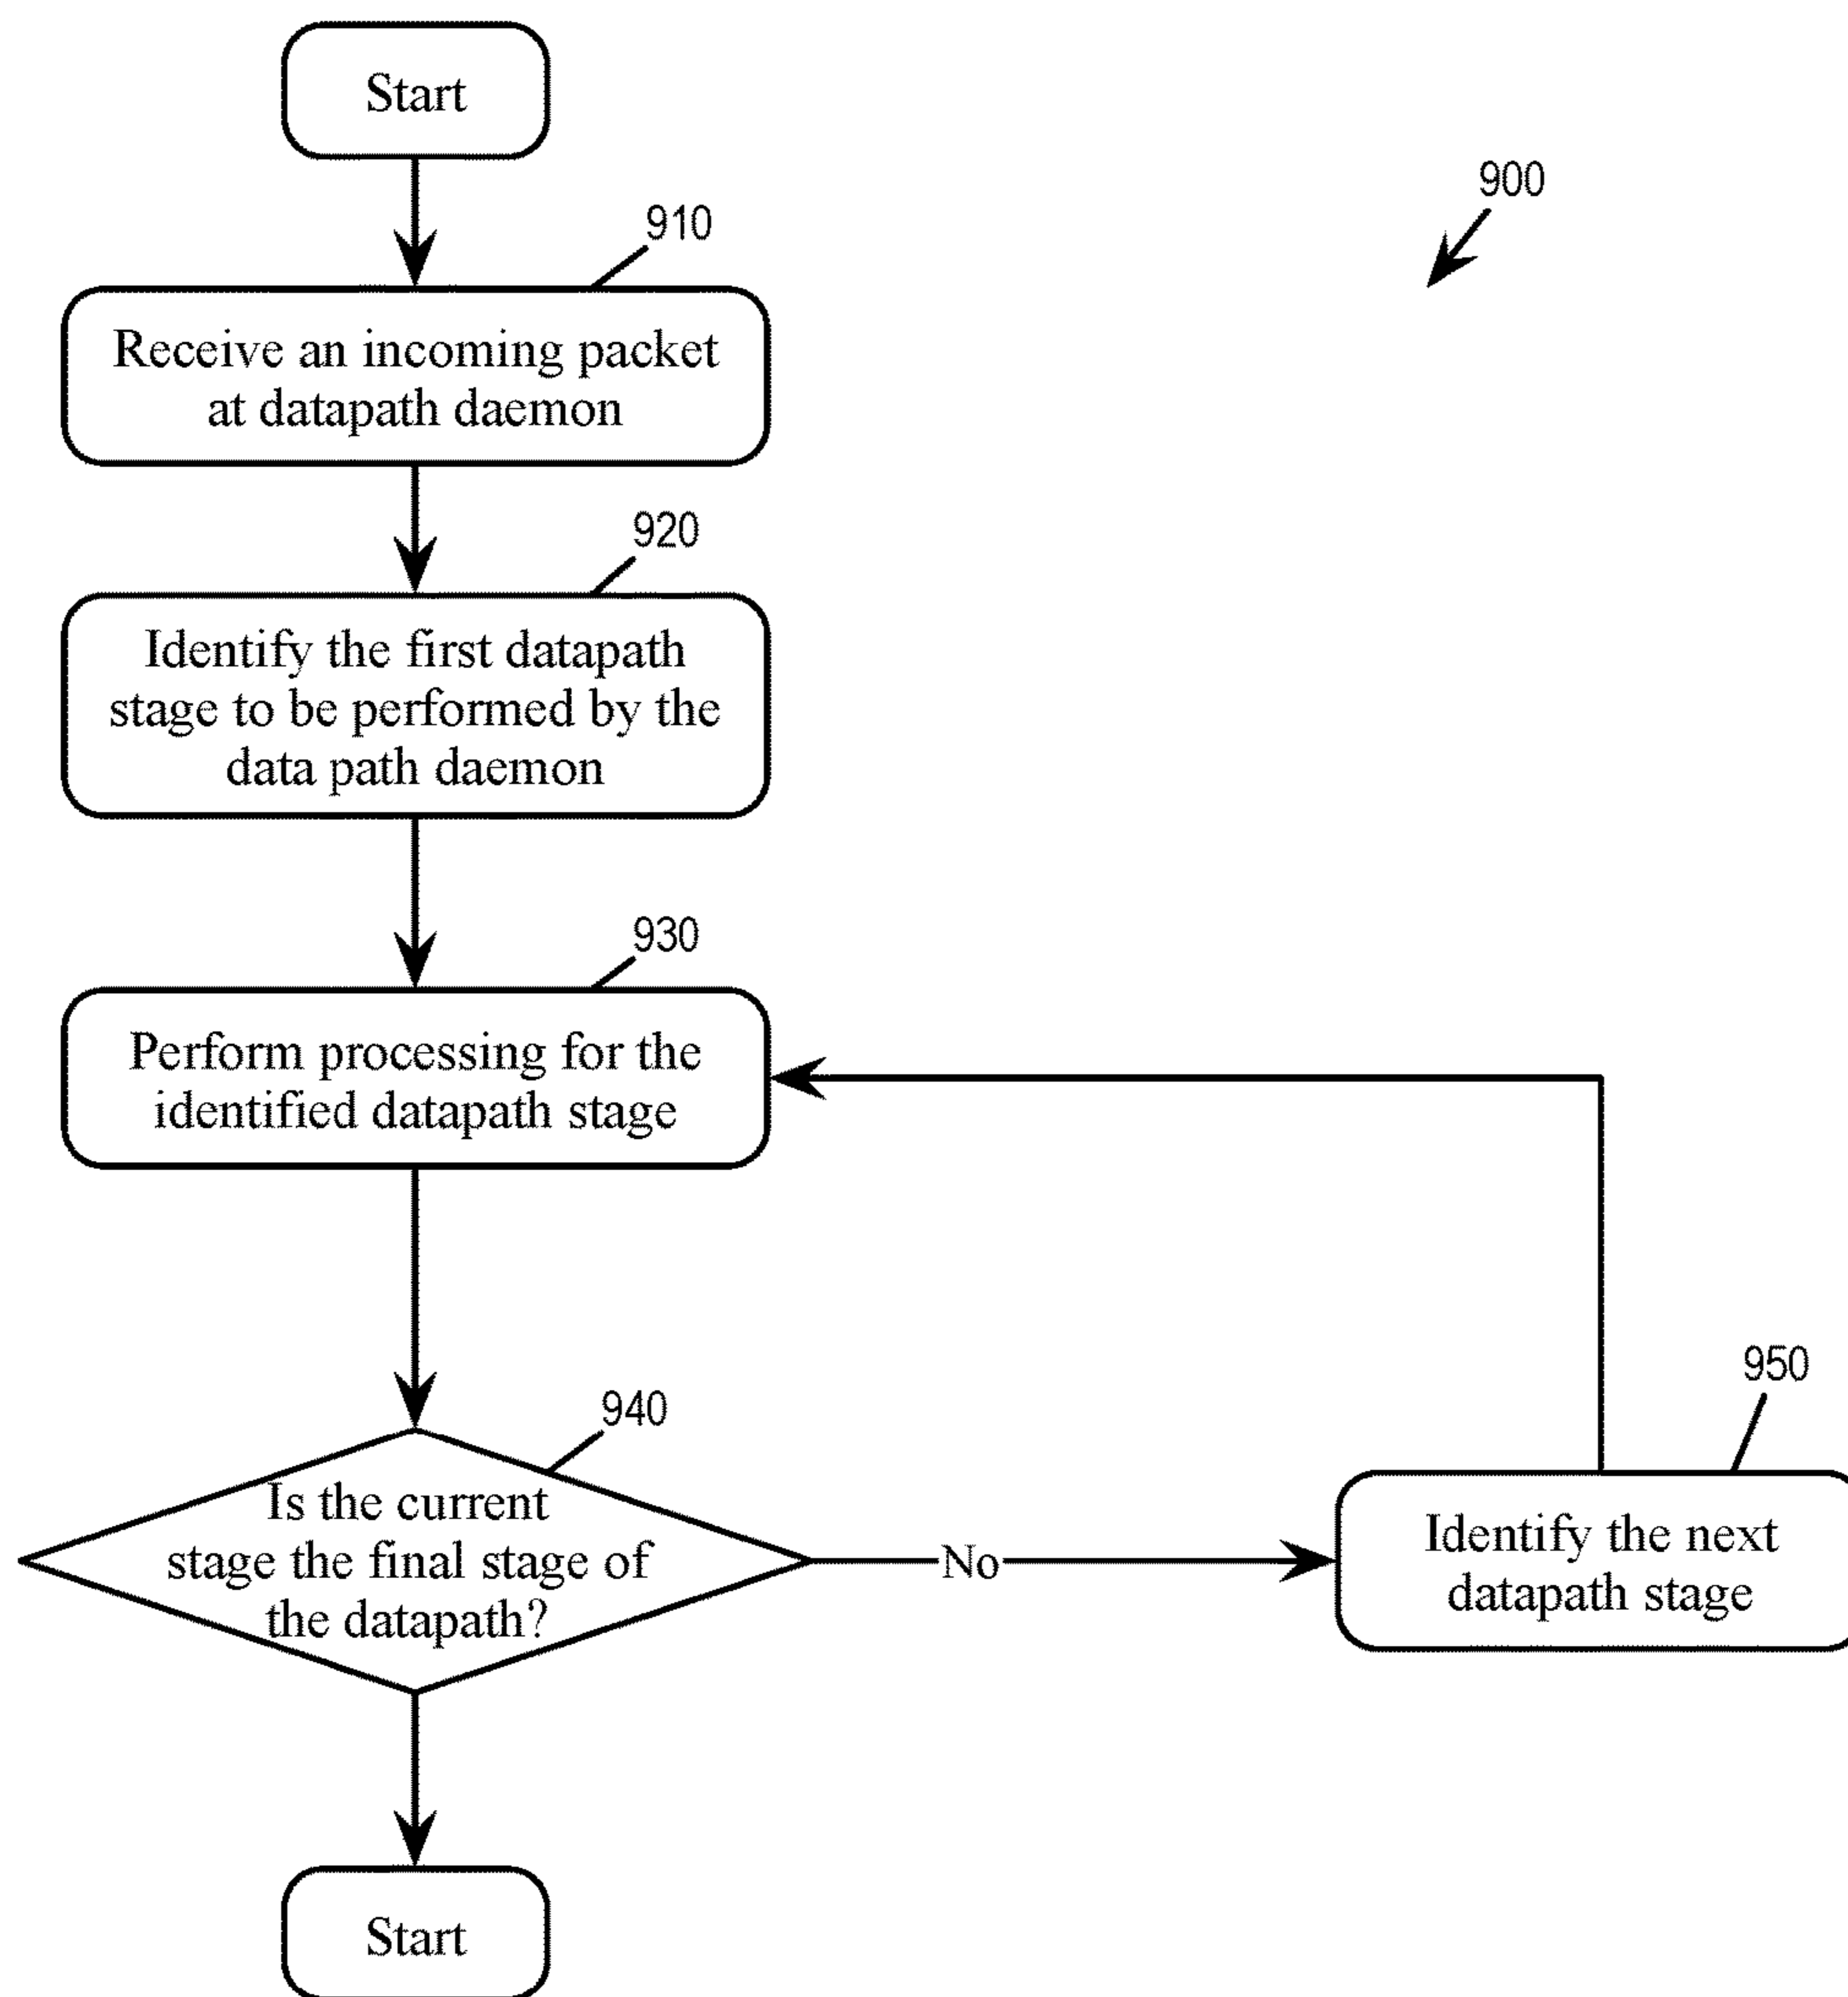 Start
900
910
Receive an incoming packet
at datapath daemon
920
Identify the first datapath
stage to be performed by the
data path daemon
930
Perform processing for the
identified datapath stage
940
Is the current
stage the final stage of
the datapath?
No
950
Identify the next
datapath stage
Start